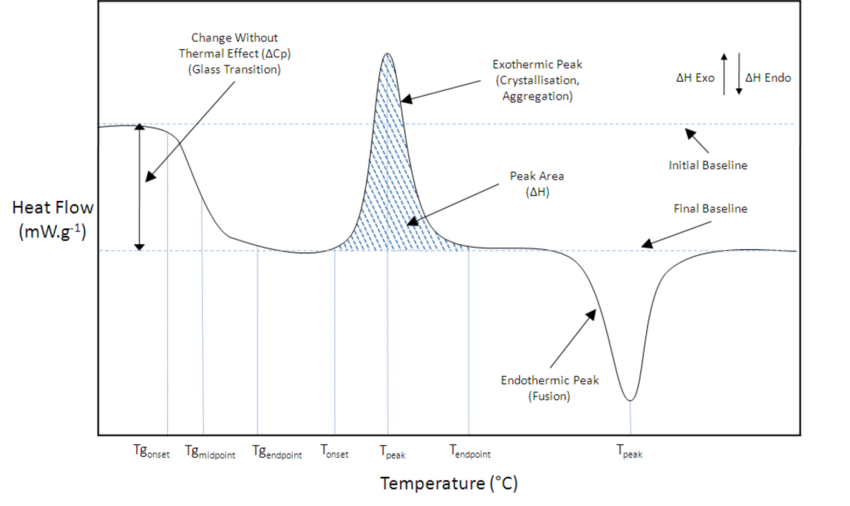 Change Without
Thermal Effect (ΔCp)
(Glass Transition)
Exothermic Peak
(Crystallisation,
Aggregation)
ΔH Exo
ΔH Endo
Initial Baseline
Peak Area
(ΔH)
Final Baseline
Heat Flow
(mW.g-1)
Endothermic Peak
(Fusion)
Tgonset
Tgmidpoint
Tgendpoint
Tonset
Tpeak
Tendpoint
Tpeak
Temperature (°C)